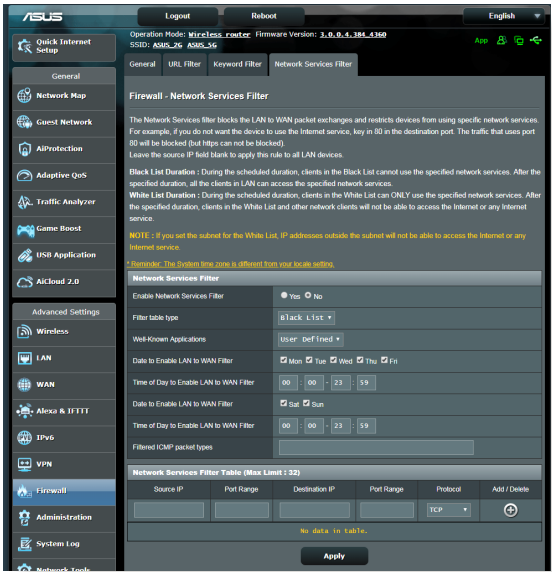 ASUS
Logout
Reboot
English
Operation Mode: Wireless router Firmware Version: 3.0.0.4.384_4360
SSID: ASUS_2G ASUS_5G
App
Quick Internet
Setup
General
Network Map
Guest Network
AiProtection
Adaptive QoS
Traffic Analyzer
Game Boost
USB Application
AiCloud 2.0
Advanced Settings
Wireless
LAN
WAN
Alexa & IFTTT
IPv6
VPN
Firewall
Administration
System Log
Network Tools
General URL Filter Keyword Filter Network Services Filter
Firewall - Network Services Filter
The Network Services filter blocks the LAN to WAN packet exchanges and restricts devices from using specific network services.
For example, if you do not want the device to use the Internet service, key in 80 in the destination port. The traffic that uses port
80 will be blocked (but https can not be blocked).
Leave the source IP field blank to apply this rule to all LAN devices.
Black List Duration : During the scheduled duration, clients in the Black List cannot use the specified network services. After the
specified duration, all the clients in LAN can access the specified network services.
White List Duration : During the scheduled duration, clients in the White List can ONLY use the specified network services. After
the specified duration, clients in the White List and other network clients will not be able to access the Internet or any Internet
service.
NOTE : If you set the subnet for the White List, IP addresses outside the subnet will not be able to access the Internet or any
Internet service.
* Reminder: The System time zone is different from your locale setting.
Network Services Filter
Enable Network Services Filter Yes No
Filter table type Black List
Well-Known Applications User Defined
Date to Enable LAN to WAN Filter Mon Tue Wed Thu Fri
Time of Day to Enable LAN to WAN Filter 00 : 00 - 23 : 59
Date to Enable LAN to WAN Filter Sat Sun
Time of Day to Enable LAN to WAN Filter 00 : 00 - 23 : 59
Filtered ICMP packet types
Network Services Filter Table (Max Limit : 32)
Source IP Port Range Destination IP Port Range Protocol Add / Delete
TCP
No data in table.
Apply